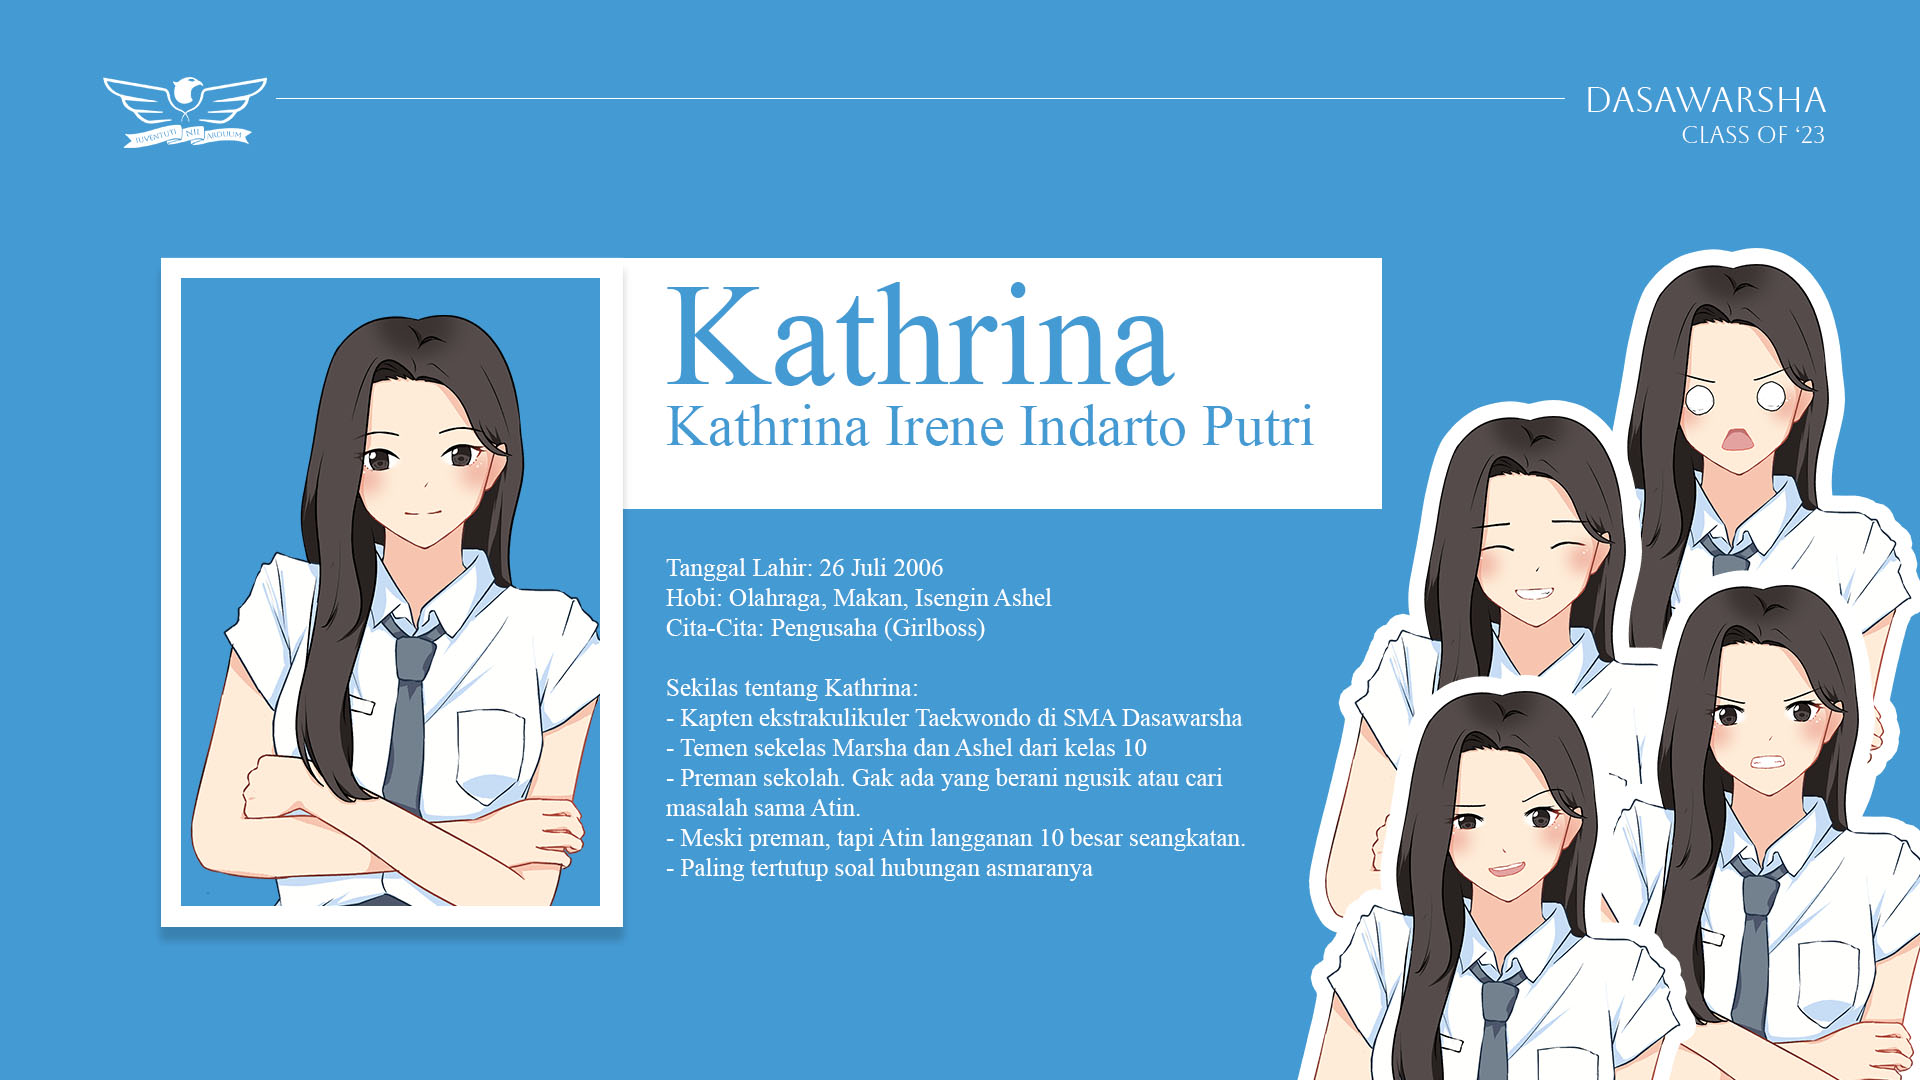 IUVENTUTI NIL ARDUUM
DASAWARSHA
CLASS OF ‘23
Kathrina
Kathrina Irene Indarto Putri
Tanggal Lahir: 26 Juli 2006
Hobi: Olahraga, Makan, Isengin Ashel
Cita-Cita: Pengusaha (Girlboss)
Sekilas tentang Kathrina:
- Kapten ekstrakulikuler Taekwondo di SMA Dasawarsha
- Temen sekelas Marsha dan Ashel dari kelas 10
- Preman sekolah. Gak ada yang berani ngusik atau cari
masalah sama Atin.
- Meski preman, tapi Atin langganan 10 besar seangkatan.
- Paling tertutup soal hubungan asmaranya